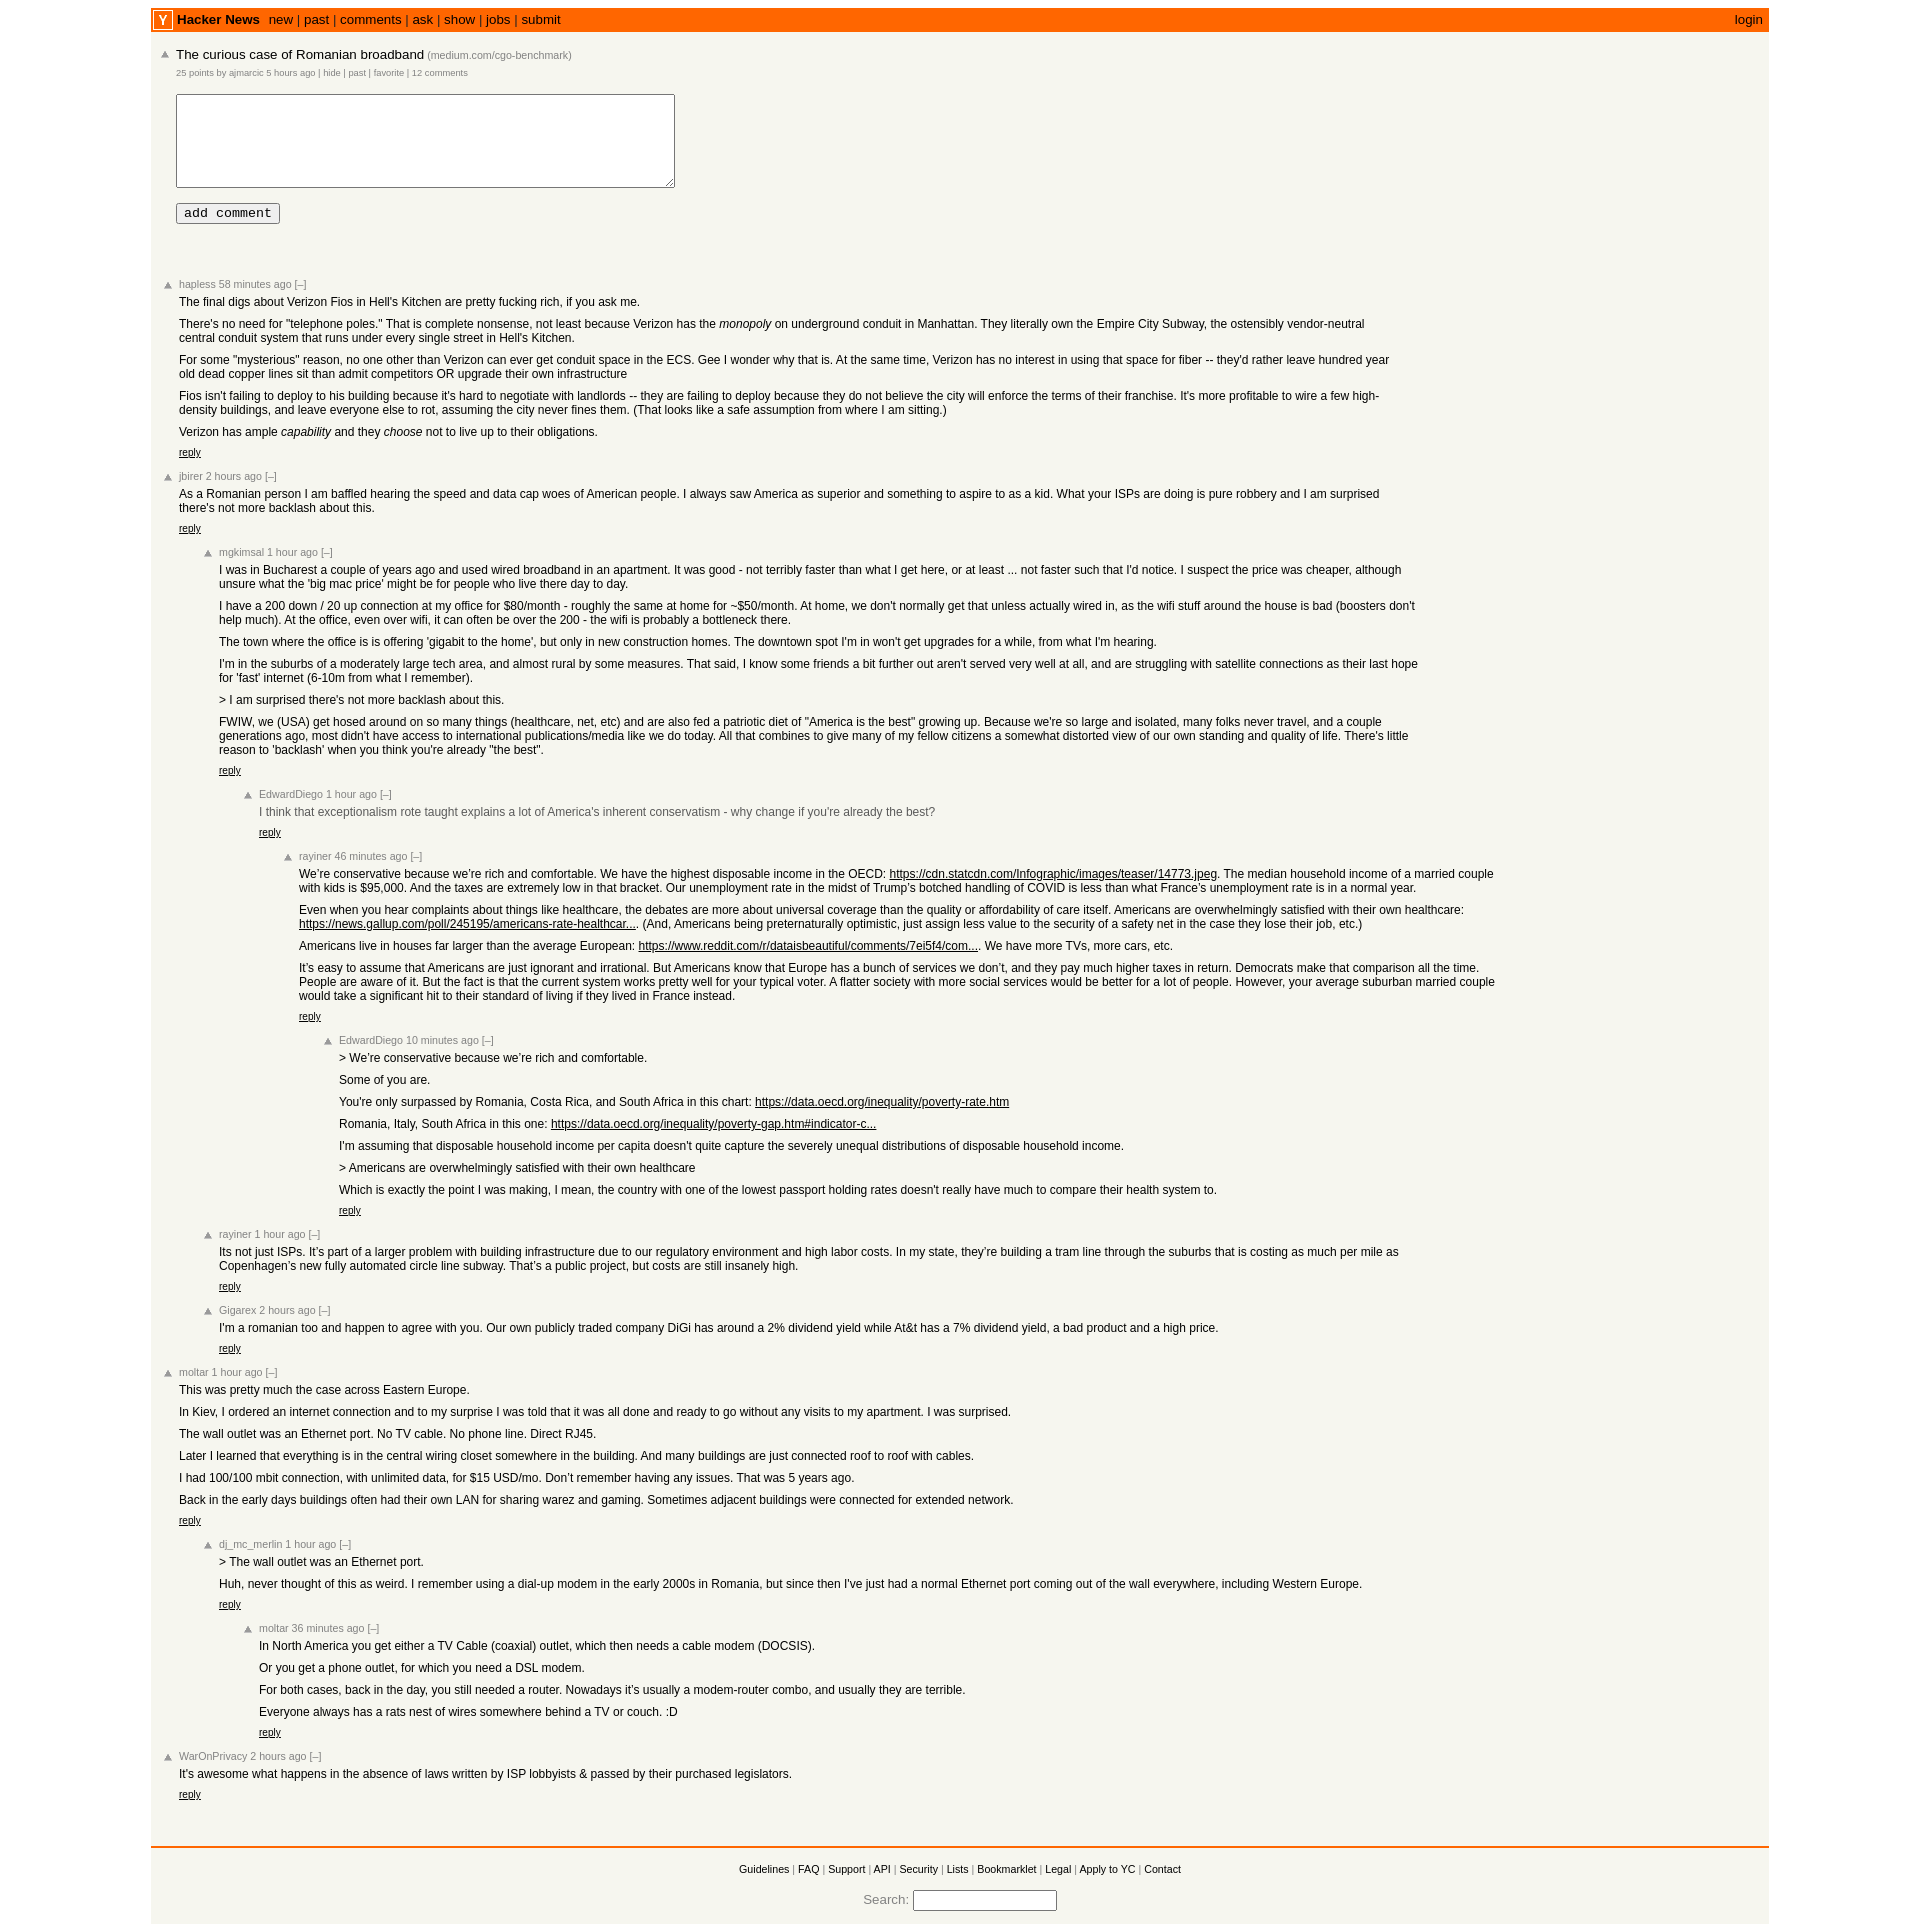 Y Hacker News new | past | comments | ask | show | jobs | submit login
The curious case of Romanian broadband (medium.com/cgo-benchmark)
25 points by ajmarcic 5 hours ago | hide | past | favorite | 12 comments
add comment
hapless 58 minutes ago [–]
The final digs about Verizon Fios in Hell's Kitchen are pretty fucking rich, if you ask me.
There's no need for "telephone poles." That is complete nonsense, not least because Verizon has the monopoly on underground conduit in Manhattan. They literally own the Empire City Subway, the ostensibly vendor-neutral
central conduit system that runs under every single street in Hell's Kitchen.
For some "mysterious" reason, no one other than Verizon can ever get conduit space in the ECS. Gee I wonder why that is. At the same time, Verizon has no interest in using that space for fiber -- they'd rather leave hundred year
old dead copper lines sit than admit competitors OR upgrade their own infrastructure
Fios isn't failing to deploy to his building because it's hard to negotiate with landlords -- they are failing to deploy because they do not believe the city will enforce the terms of their franchise. It's more profitable to wire a few high-
density buildings, and leave everyone else to rot, assuming the city never fines them. (That looks like a safe assumption from where I am sitting.)
Verizon has ample capability and they choose not to live up to their obligations.
reply
jbirer 2 hours ago [–]
As a Romanian person I am baffled hearing the speed and data cap woes of American people. I always saw America as superior and something to aspire to as a kid. What your ISPs are doing is pure robbery and I am surprised
there's not more backlash about this.
reply
mgkimsal 1 hour ago [–]
I was in Bucharest a couple of years ago and used wired broadband in an apartment. It was good - not terribly faster than what I get here, or at least ... not faster such that I'd notice. I suspect the price was cheaper, although
unsure what the 'big mac price' might be for people who live there day to day.
I have a 200 down / 20 up connection at my office for $80/month - roughly the same at home for ~$50/month. At home, we don't normally get that unless actually wired in, as the wifi stuff around the house is bad (boosters don't
help much). At the office, even over wifi, it can often be over the 200 - the wifi is probably a bottleneck there.
The town where the office is is offering 'gigabit to the home', but only in new construction homes. The downtown spot I'm in won't get upgrades for a while, from what I'm hearing.
I'm in the suburbs of a moderately large tech area, and almost rural by some measures. That said, I know some friends a bit further out aren't served very well at all, and are struggling with satellite connections as their last hope
for 'fast' internet (6-10m from what I remember).
> I am surprised there's not more backlash about this.
FWIW, we (USA) get hosed around on so many things (healthcare, net, etc) and are also fed a patriotic diet of "America is the best" growing up. Because we're so large and isolated, many folks never travel, and a couple
generations ago, most didn't have access to international publications/media like we do today. All that combines to give many of my fellow citizens a somewhat distorted view of our own standing and quality of life. There's little
reason to 'backlash' when you think you're already "the best".
reply
EdwardDiego 1 hour ago [–]
I think that exceptionalism rote taught explains a lot of America's inherent conservatism - why change if you're already the best?
reply
rayiner 46 minutes ago [–]
We’re conservative because we’re rich and comfortable. We have the highest disposable income in the OECD: https://cdn.statcdn.com/Infographic/images/teaser/14773.jpeg. The median household income of a married couple
with kids is $95,000. And the taxes are extremely low in that bracket. Our unemployment rate in the midst of Trump’s botched handling of COVID is less than what France’s unemployment rate is in a normal year.
Even when you hear complaints about things like healthcare, the debates are more about universal coverage than the quality or affordability of care itself. Americans are overwhelmingly satisfied with their own healthcare:
https://news.gallup.com/poll/245195/americans-rate-healthcar.... (And, Americans being preternaturally optimistic, just assign less value to the security of a safety net in the case they lose their job, etc.)
Americans live in houses far larger than the average European: https://www.reddit.com/r/dataisbeautiful/comments/7ei5f4/com.... We have more TVs, more cars, etc.
It’s easy to assume that Americans are just ignorant and irrational. But Americans know that Europe has a bunch of services we don’t, and they pay much higher taxes in return. Democrats make that comparison all the time.
People are aware of it. But the fact is that the current system works pretty well for your typical voter. A flatter society with more social services would be better for a lot of people. However, your average suburban married couple
would take a significant hit to their standard of living if they lived in France instead.
reply
EdwardDiego 10 minutes ago [–]
> We’re conservative because we’re rich and comfortable.
Some of you are.
You're only surpassed by Romania, Costa Rica, and South Africa in this chart: https://data.oecd.org/inequality/poverty-rate.htm
Romania, Italy, South Africa in this one: https://data.oecd.org/inequality/poverty-gap.htm#indicator-c...
I'm assuming that disposable household income per capita doesn't quite capture the severely unequal distributions of disposable household income.
> Americans are overwhelmingly satisfied with their own healthcare
Which is exactly the point I was making, I mean, the country with one of the lowest passport holding rates doesn't really have much to compare their health system to.
reply
rayiner 1 hour ago [–]
Its not just ISPs. It’s part of a larger problem with building infrastructure due to our regulatory environment and high labor costs. In my state, they’re building a tram line through the suburbs that is costing as much per mile as
Copenhagen’s new fully automated circle line subway. That’s a public project, but costs are still insanely high.
reply
Gigarex 2 hours ago [–]
I'm a romanian too and happen to agree with you. Our own publicly traded company DiGi has around a 2% dividend yield while At&t has a 7% dividend yield, a bad product and a high price.
reply
moltar 1 hour ago [–]
This was pretty much the case across Eastern Europe.
In Kiev, I ordered an internet connection and to my surprise I was told that it was all done and ready to go without any visits to my apartment. I was surprised.
The wall outlet was an Ethernet port. No TV cable. No phone line. Direct RJ45.
Later I learned that everything is in the central wiring closet somewhere in the building. And many buildings are just connected roof to roof with cables.
I had 100/100 mbit connection, with unlimited data, for $15 USD/mo. Don’t remember having any issues. That was 5 years ago.
Back in the early days buildings often had their own LAN for sharing warez and gaming. Sometimes adjacent buildings were connected for extended network.
reply
dj_mc_merlin 1 hour ago [–]
> The wall outlet was an Ethernet port.
Huh, never thought of this as weird. I remember using a dial-up modem in the early 2000s in Romania, but since then I've just had a normal Ethernet port coming out of the wall everywhere, including Western Europe.
reply
moltar 36 minutes ago [–]
In North America you get either a TV Cable (coaxial) outlet, which then needs a cable modem (DOCSIS).
Or you get a phone outlet, for which you need a DSL modem.
For both cases, back in the day, you still needed a router. Nowadays it’s usually a modem-router combo, and usually they are terrible.
Everyone always has a rats nest of wires somewhere behind a TV or couch. :D
reply
WarOnPrivacy 2 hours ago [–]
It's awesome what happens in the absence of laws written by ISP lobbyists & passed by their purchased legislators.
reply
Guidelines | FAQ | Support | API | Security | Lists | Bookmarklet | Legal | Apply to YC | Contact
Search: